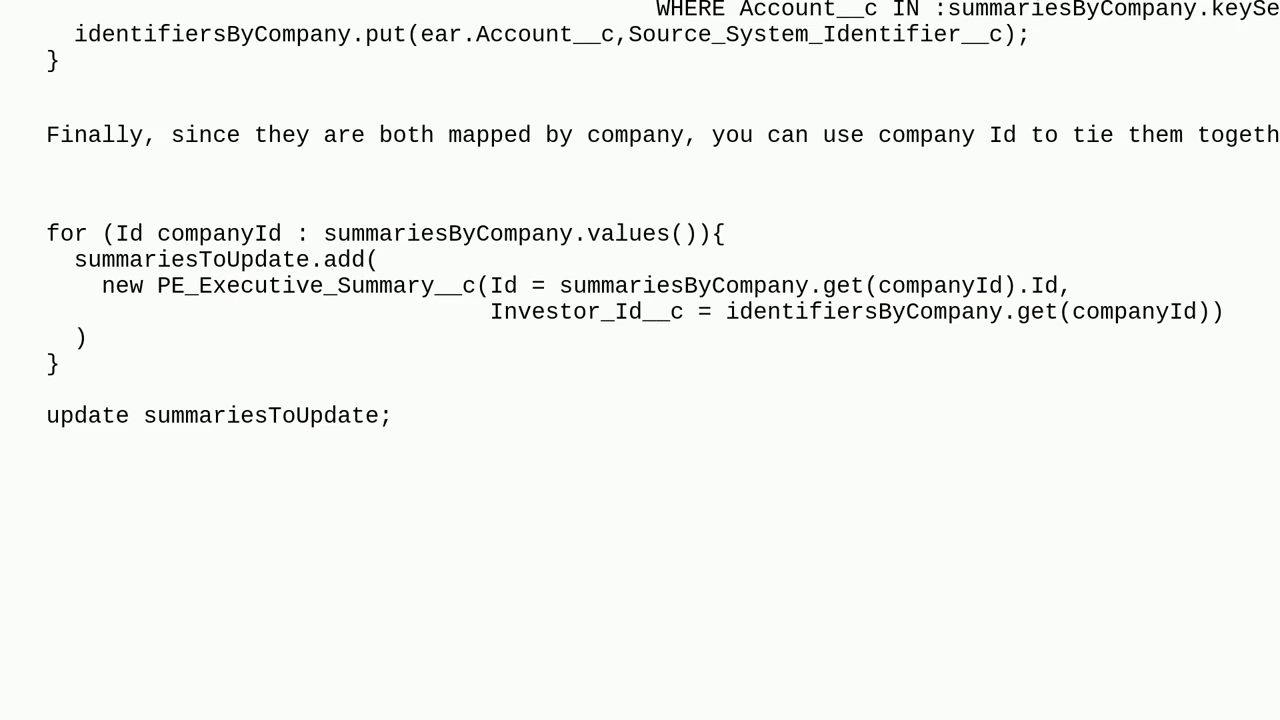 WHERE Account__c IN :summariesByCompany.keySe
identifiersByCompany.put(ear.Account__c,Source_System_Identifier__c);
}
Finally, since they are both mapped by company, you can use company Id to tie them togeth
for (Id companyId : summariesByCompany.values()){
summariesToUpdate.add(
new PE_Executive_Summary__c(Id = summariesByCompany.get(companyId).Id,
Investor_Id__c = identifiersByCompany.get(companyId))
)
}
update summariesToUpdate;